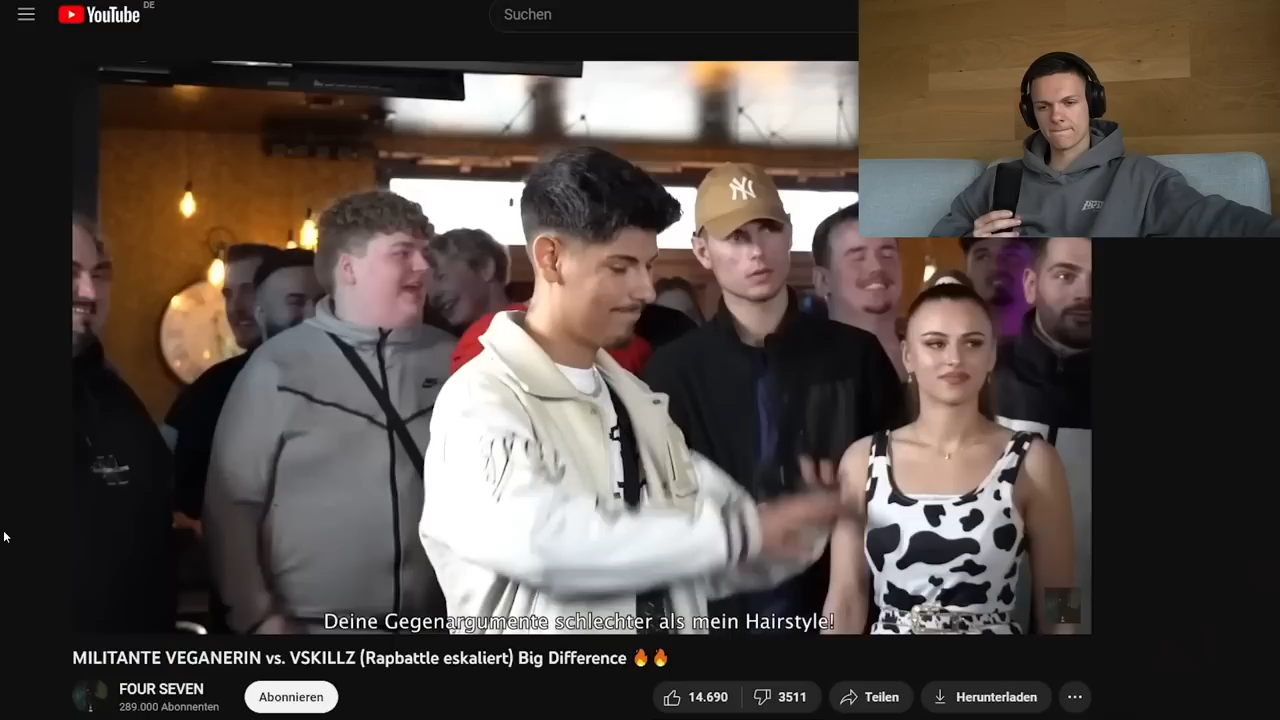 YouTube DE
Suchen
NY
Deine Gegenargumente schlechter als mein Hairstyle!
MILITANTE VEGANERIN vs. VSKILLZ (Rapbattle eskaliert) Big Difference 🔥🔥
FOUR SEVEN
289.000 Abonnenten
Abonnieren
14.690
3511
Teilen
Herunterladen